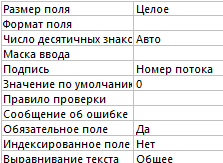 Размер поля Целое
Формат поля
Число десятичных знако Авто
Маска ввода
Подпись Номер потока
Значение по умолчанию 0
Правило проверки
Сообщение об ошибке
Обязательное поле Да
Индексированное поле Нет
Выравнивание текста Общее